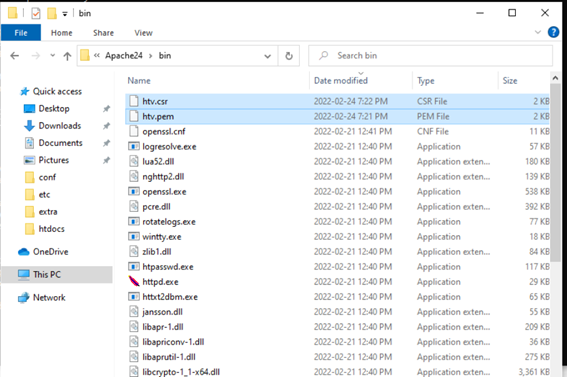 bin
File Home Share View
Apache24 bin Search bin
Name Date modified Type Size
Quick access
Desktop
Downloads
Documents
Pictures
conf
etc
extra
htdocs
OneDrive
This PC
Network
htv.csr 2022-02-24 7:22 PM CSR File 2 KB
htv.pem 2022-02-24 7:21 PM PEM File 2 KB
openssl.cnf 2022-02-21 12:41 PM CNF File 11 KB
logresolve.exe 2022-02-21 12:40 PM Application 57 KB
lua52.dll 2022-02-21 12:40 PM Application exten... 180 KB
nghttp2.dll 2022-02-21 12:40 PM Application exten... 139 KB
openssl.exe 2022-02-21 12:40 PM Application 538 KB
pcre.dll 2022-02-21 12:40 PM Application exten... 392 KB
rotatelogs.exe 2022-02-21 12:40 PM Application 77 KB
wintty.exe 2022-02-21 12:40 PM Application 18 KB
zlib1.dll 2022-02-21 12:40 PM Application exten... 84 KB
htpasswd.exe 2022-02-21 12:40 PM Application 117 KB
httpd.exe 2022-02-21 12:40 PM Application 29 KB
httxt2dbm.exe 2022-02-21 12:40 PM Application 65 KB
jansson.dll 2022-02-21 12:40 PM Application exten... 55 KB
libapr-1.dll 2022-02-21 12:40 PM Application exten... 209 KB
libapriconv-1.dll 2022-02-21 12:40 PM Application exten... 36 KB
libaprutil-1.dll 2022-02-21 12:40 PM Application exten... 275 KB
libcrypto-1_1-x64.dll 2022-02-21 12:40 PM Application exten... 3,361 KB